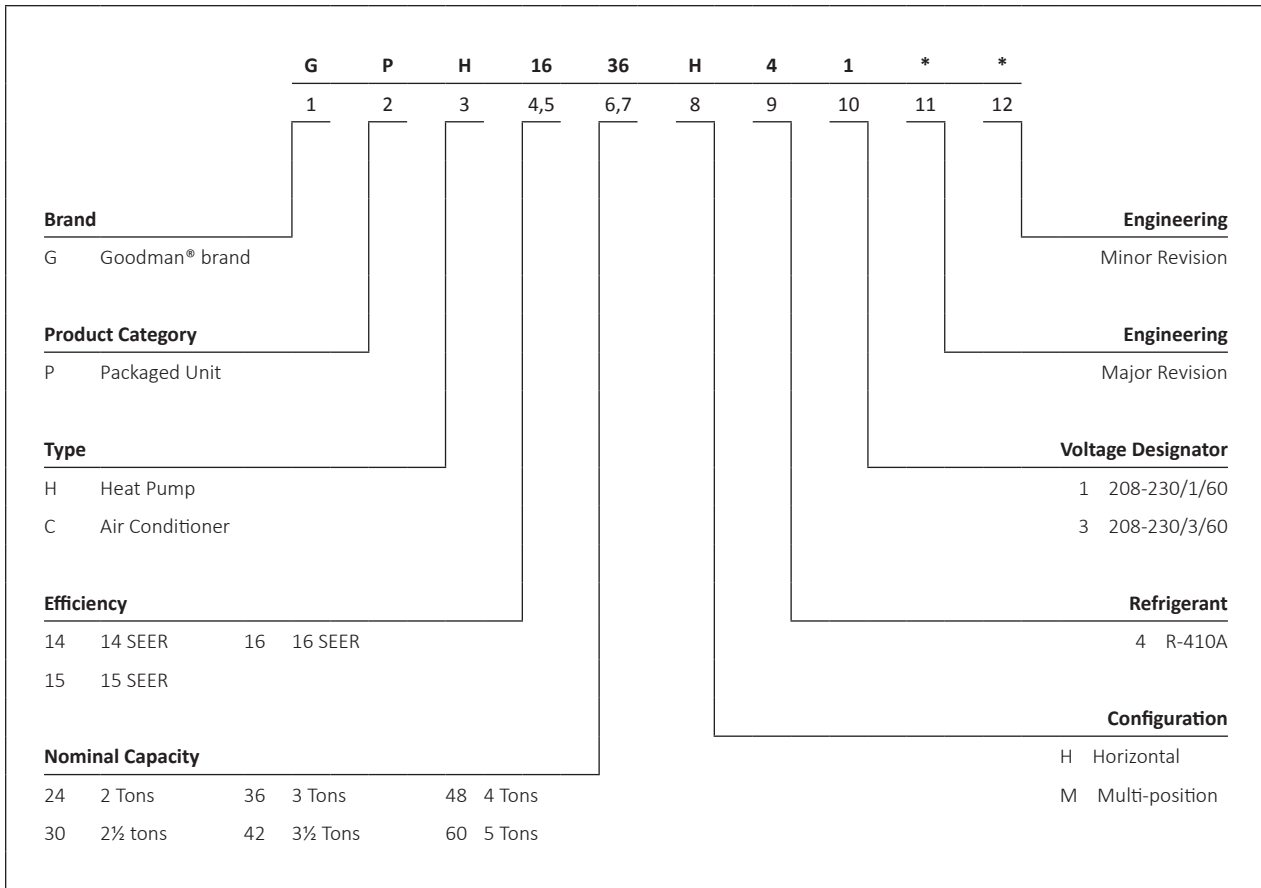 G P H 16 36 H 4 1 * *
1 2 3 4,5 6,7 8 9 10 11 12
Brand
G Goodman® brand
Product Category
P Packaged Unit
Type
H Heat Pump
C Air Conditioner
Efficiency
14 14 SEER 16 16 SEER
15 15 SEER
Nominal Capacity
24 2 Tons 36 3 Tons 48 4 Tons
30 2½ tons 42 3½ Tons 60 5 Tons
Engineering
Minor Revision
Engineering
Major Revision
Voltage Designator
1 208-230/1/60
3 208-230/3/60
Refrigerant
4 R-410A
Configuration
H Horizontal
M Multi-position